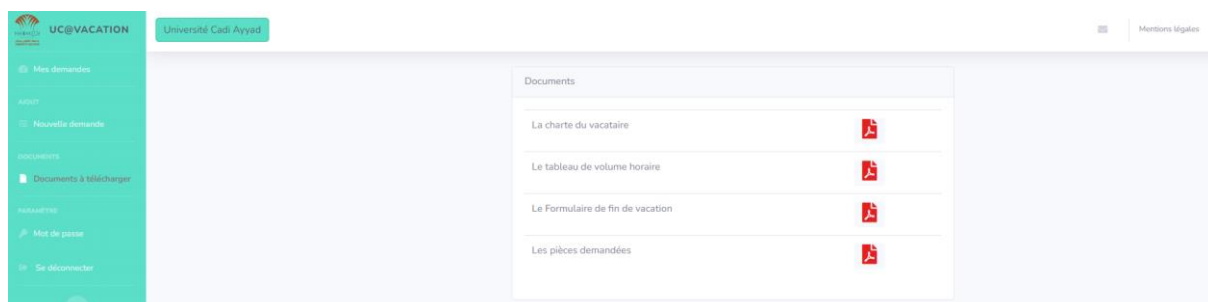 UC@VACATION
Université Cadi Ayyad
Mentions légales
Mes demandes
AJOUT
Nouvelle demande
DOCUMENTS
Documents à télécharger
PARAMÈTRE
Mot de passe
Se déconnecter
Documents
La charte du vacataire
Le tableau de volume horaire
Le Formulaire de fin de vacation
Les pièces demandées